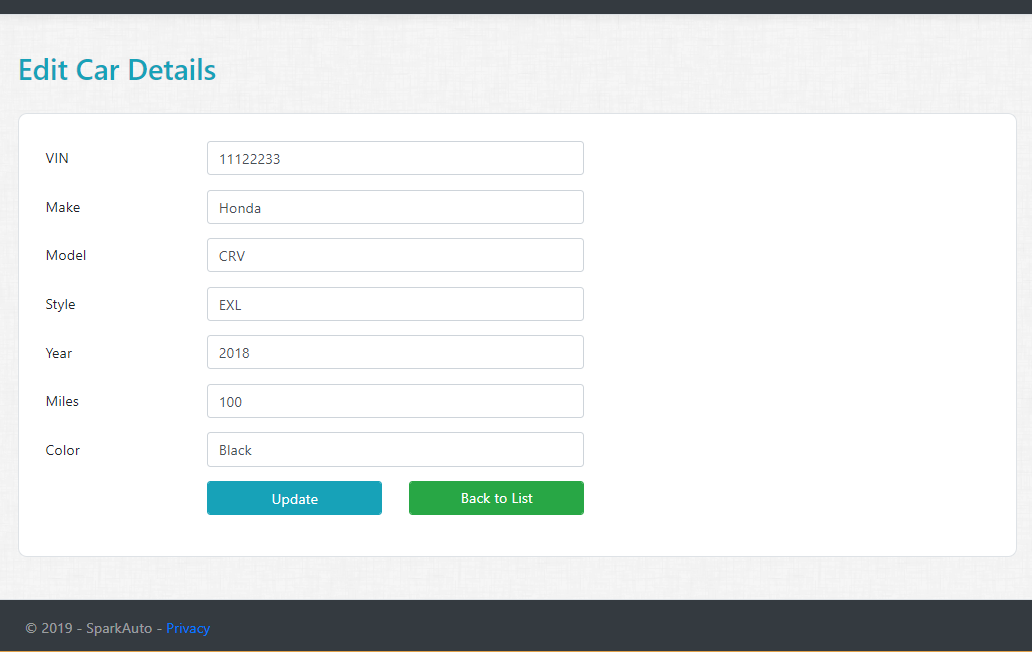 Edit Car Details
VIN 11122233
Make Honda
Model CRV
Style EXL
Year 2018
Miles 100
Color Black
Update Back to List
© 2019 - SparkAuto - Privacy